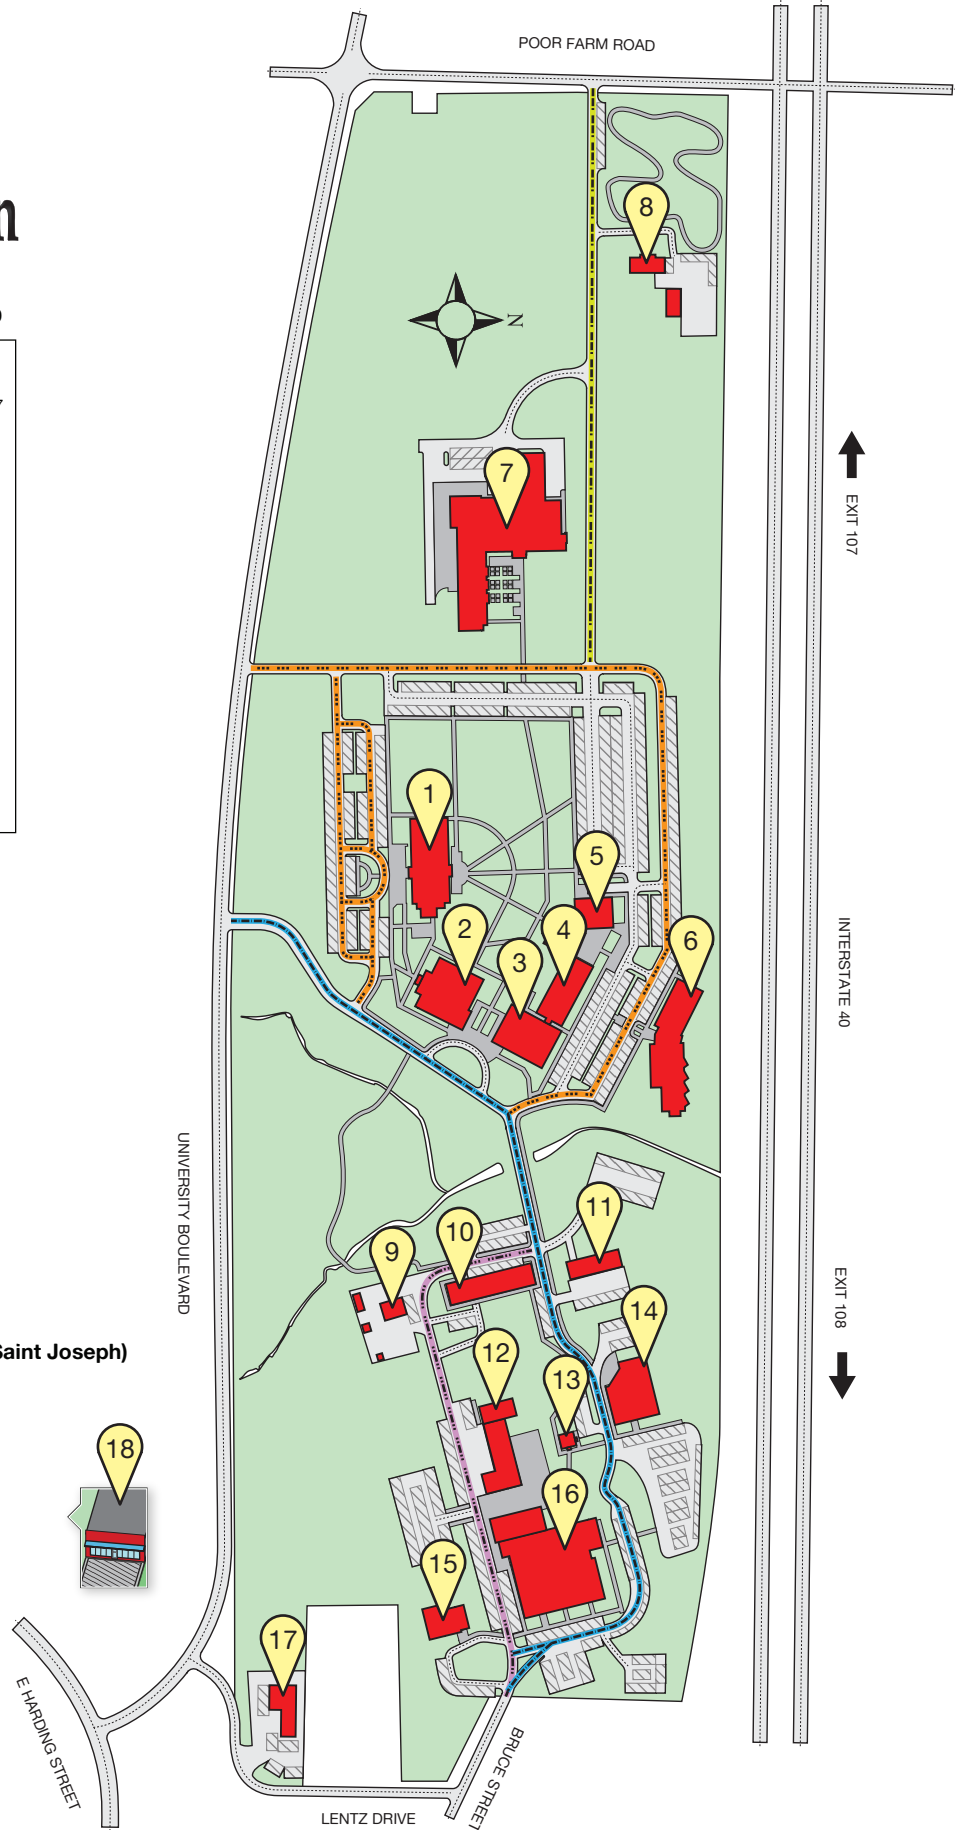 POOR FARM ROAD
n
8
N
7
EXIT 107
1
5
2
4
6
3
INTERSTATE 40
UNIVERSITY BOULEVARD
11
10
9
EXIT 108
14
Saint Joseph)
12
13
18
16
15
17
E HARDING STREET
BRUCE STREET
LENTZ DRIVE